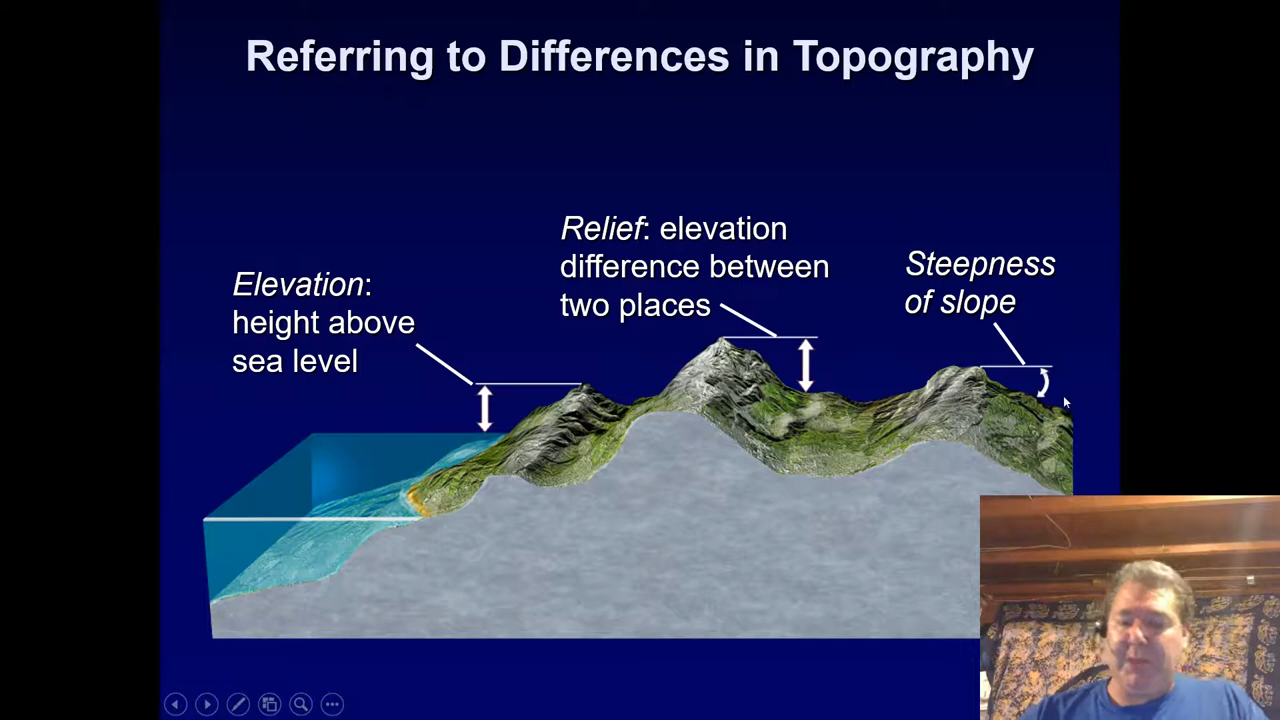 Referring to Differences in Topography
Elevation:
height above
sea level
Relief: elevation
difference between
two places
Steepness
of slope